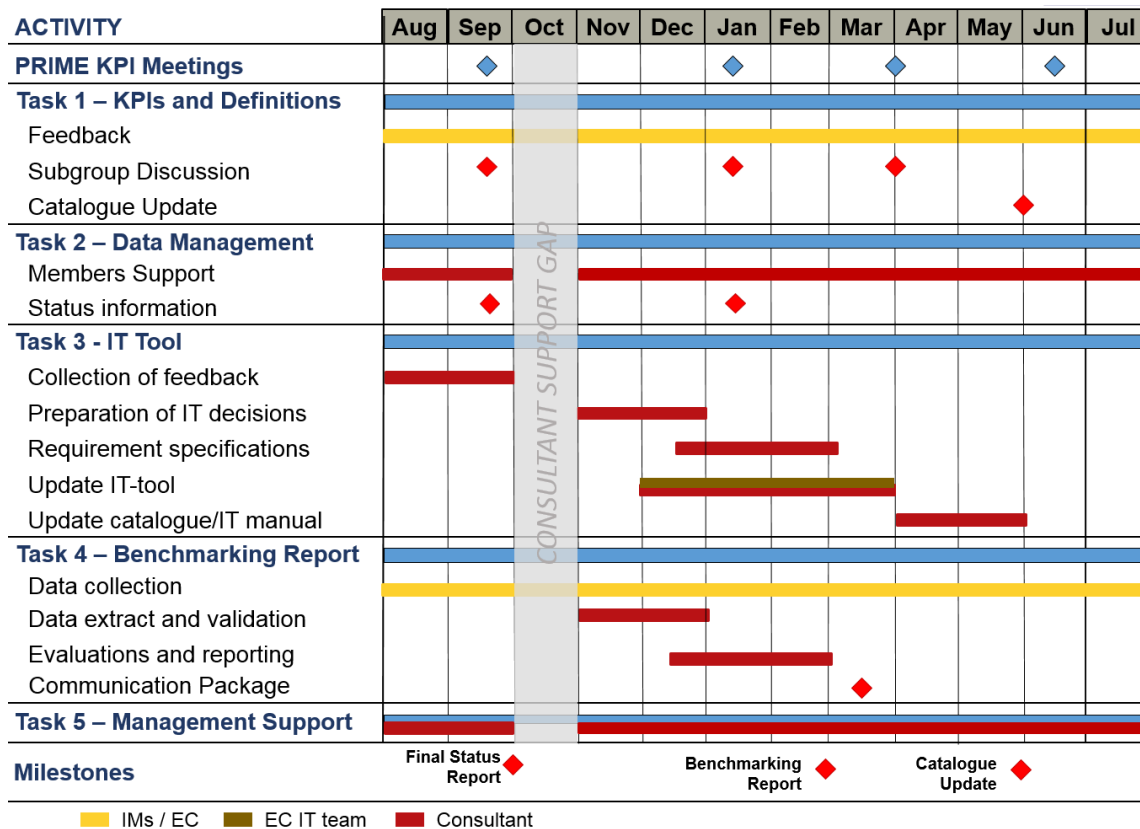 ACTIVITY Aug Sep Oct Nov Dec Jan Feb Mar Apr May Jun Jul
PRIME KPI Meetings
Task 1 – KPIs and Definitions
Feedback
Subgroup Discussion
Catalogue Update
Task 2 – Data Management
Members Support
Status information
Task 3 - IT Tool
Collection of feedback
Preparation of IT decisions
Requirement specifications
Update IT-tool
Update catalogue/IT manual
Task 4 – Benchmarking Report
Data collection
Data extract and validation
Evaluations and reporting
Communication Package
Task 5 – Management Support
CONSULTANT SUPPORT GAP
Milestones
Final Status
Report
Benchmarking
Report
Catalogue
Update
IMs / EC
EC IT team
Consultant